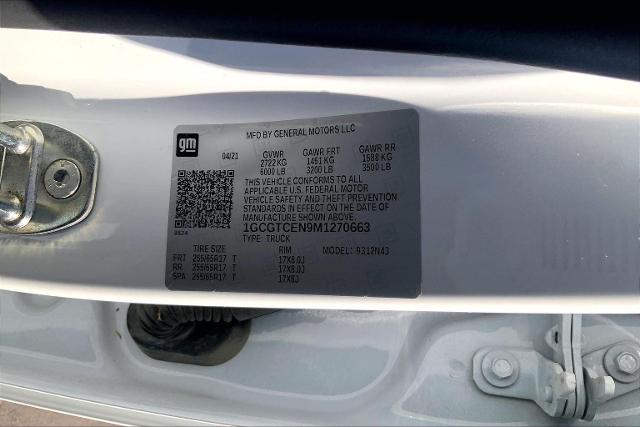 MFD BY GENERAL MOTORS LLC
gm
04/21 GVWR GAWR FRT GAWR RR
2722 KG 1451 KG 1588 KG
6000 LB 3200 LB 3500 LB
THIS VEHICLE CONFORMS TO ALL
APPLICABLE U.S. FEDERAL MOTOR
VEHICLE SAFETY AND THEFT PREVENTION
STANDARDS IN EFFECT ON THE DATE OF
MANUFACTURE SHOWN ABOVE.
1GCGTCEN9M1270663
TYPE: TRUCK
TIRE SIZE RIM MODEL: 9312N43
FRT 255/65R17 T 17X8.0J
RR 255/65R17 T 17X8.0J
SPA 255/65R17 T 17X8J